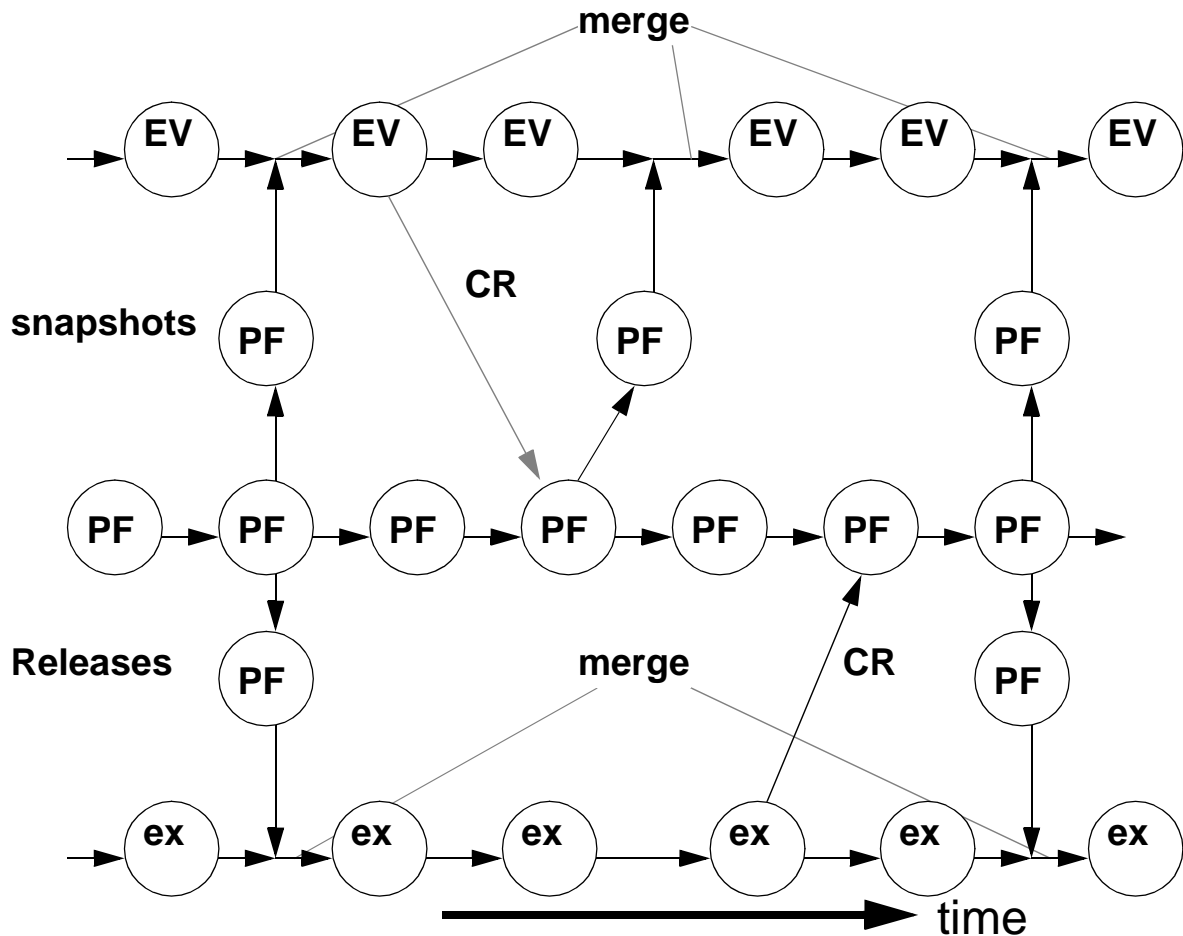 merge
EV EV EV EV EV EV
CR
snapshots
PF PF PF
PF PF PF PF PF PF PF
Releases
merge
CR
PF PF
ex ex ex ex ex ex
time